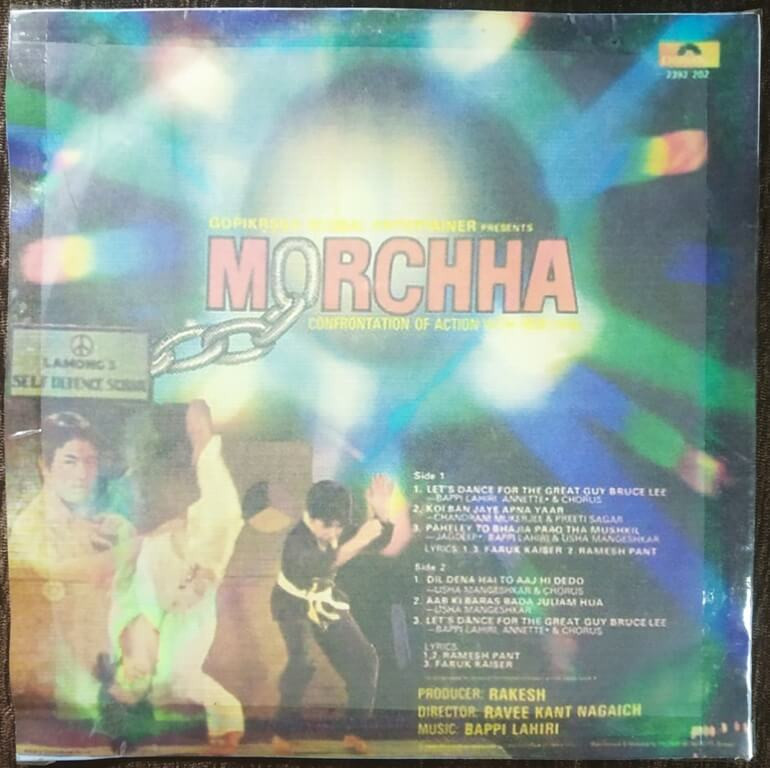 Polydor
2392 202
ENTERTAINER PRESENTS
MORCHHA
CONFRONTATION OF ACTION
LAMONG'S
SELF DEFENCE SCHOOL
Side 1
1. LET'S DANCE FOR THE GREAT GUY BRUCE LEE
—BAPPI LAHIRI, ANNETTE* & CHORUS
2. KOI BAN JAYE APNA YAAR
—CHANDRANI MUKERJEE & PREETI SAGAR
3. PAHELEY TO BHAJIA PAAO THA MUSHKIL
—JAGDEEP*, BAPPI LAHIRI & USHA MANGESHKAR
LYRICS: 1, 3. FARUK KAISER 2. RAMESH PANT
Side 2
1. DIL DENA HAI TO AAJ HI DEDO
—USHA MANGESHKAR & CHORUS
2. AAB KI BARAS BADA JULIAM HUA
—USHA MANGESHKAR
3. LET'S DANCE FOR THE GREAT GUY BRUCE LEE
—BAPPI LAHIRI, ANNETTE* & CHORUS
LYRICS:
1,2. RAMESH PANT
3. FARUK KAISER
PRODUCER: RAKESH
DIRECTOR: RAVEE KANT NAGAICH
MUSIC: BAPPI LAHIRI